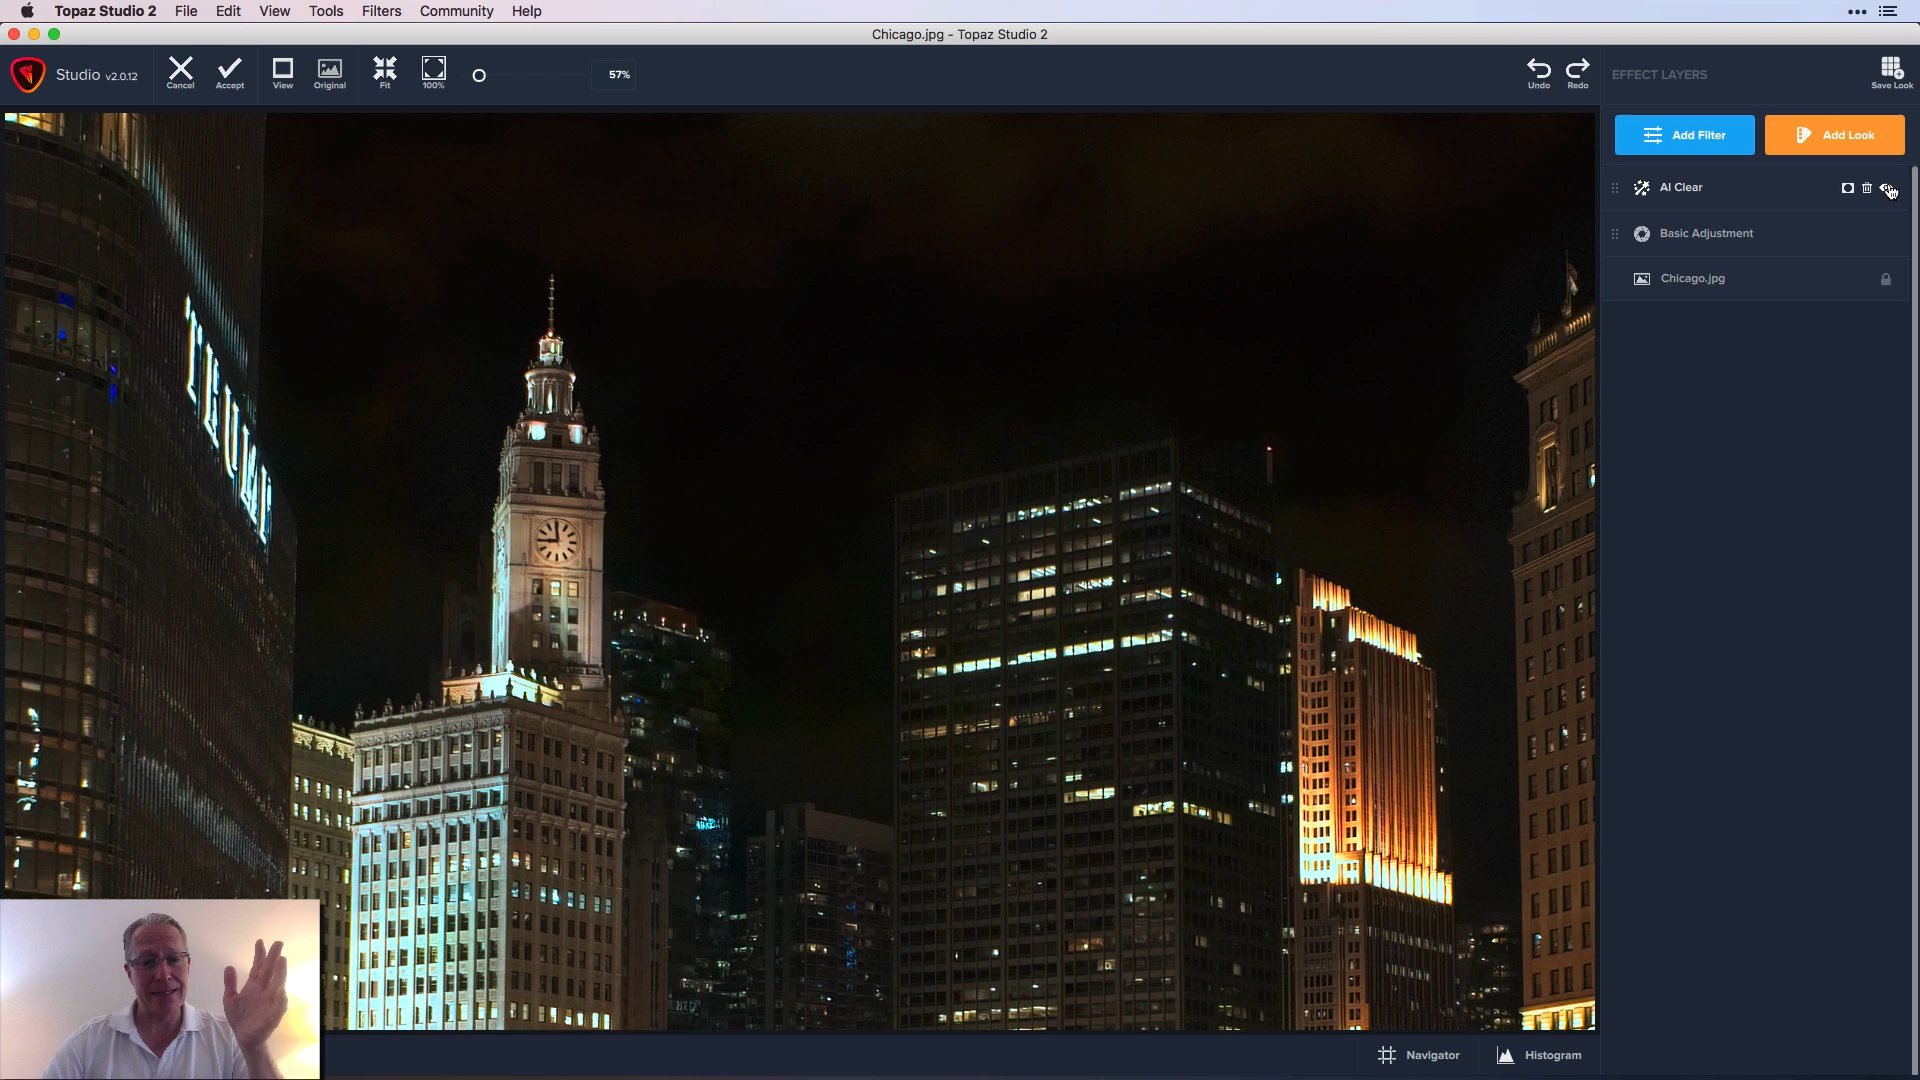 Topaz Studio 2 File Edit View Tools Filters Community Help
Chicago.jpg - Topaz Studio 2
Studio v2.0.12
Cancel
Accept
View
Original
Fit
100%
57%
Undo
Redo
EFFECT LAYERS
Save Look
Add Filter
Add Look
AI Clear
Basic Adjustment
Chicago.jpg
TRUMP
Navigator
Histogram